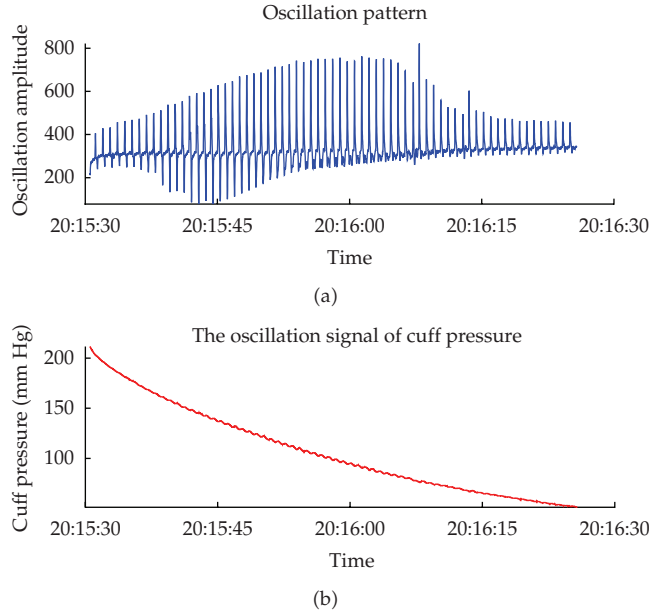 Oscillation pattern
Oscillation amplitude
800
600
400
200
20:15:30 20:15:45 20:16:00 20:16:15 20:16:30
Time
(a)
The oscillation signal of cuff pressure
Cuff pressure (mm Hg)
200
150
100
20:15:30 20:15:45 20:16:00 20:16:15 20:16:30
Time
(b)